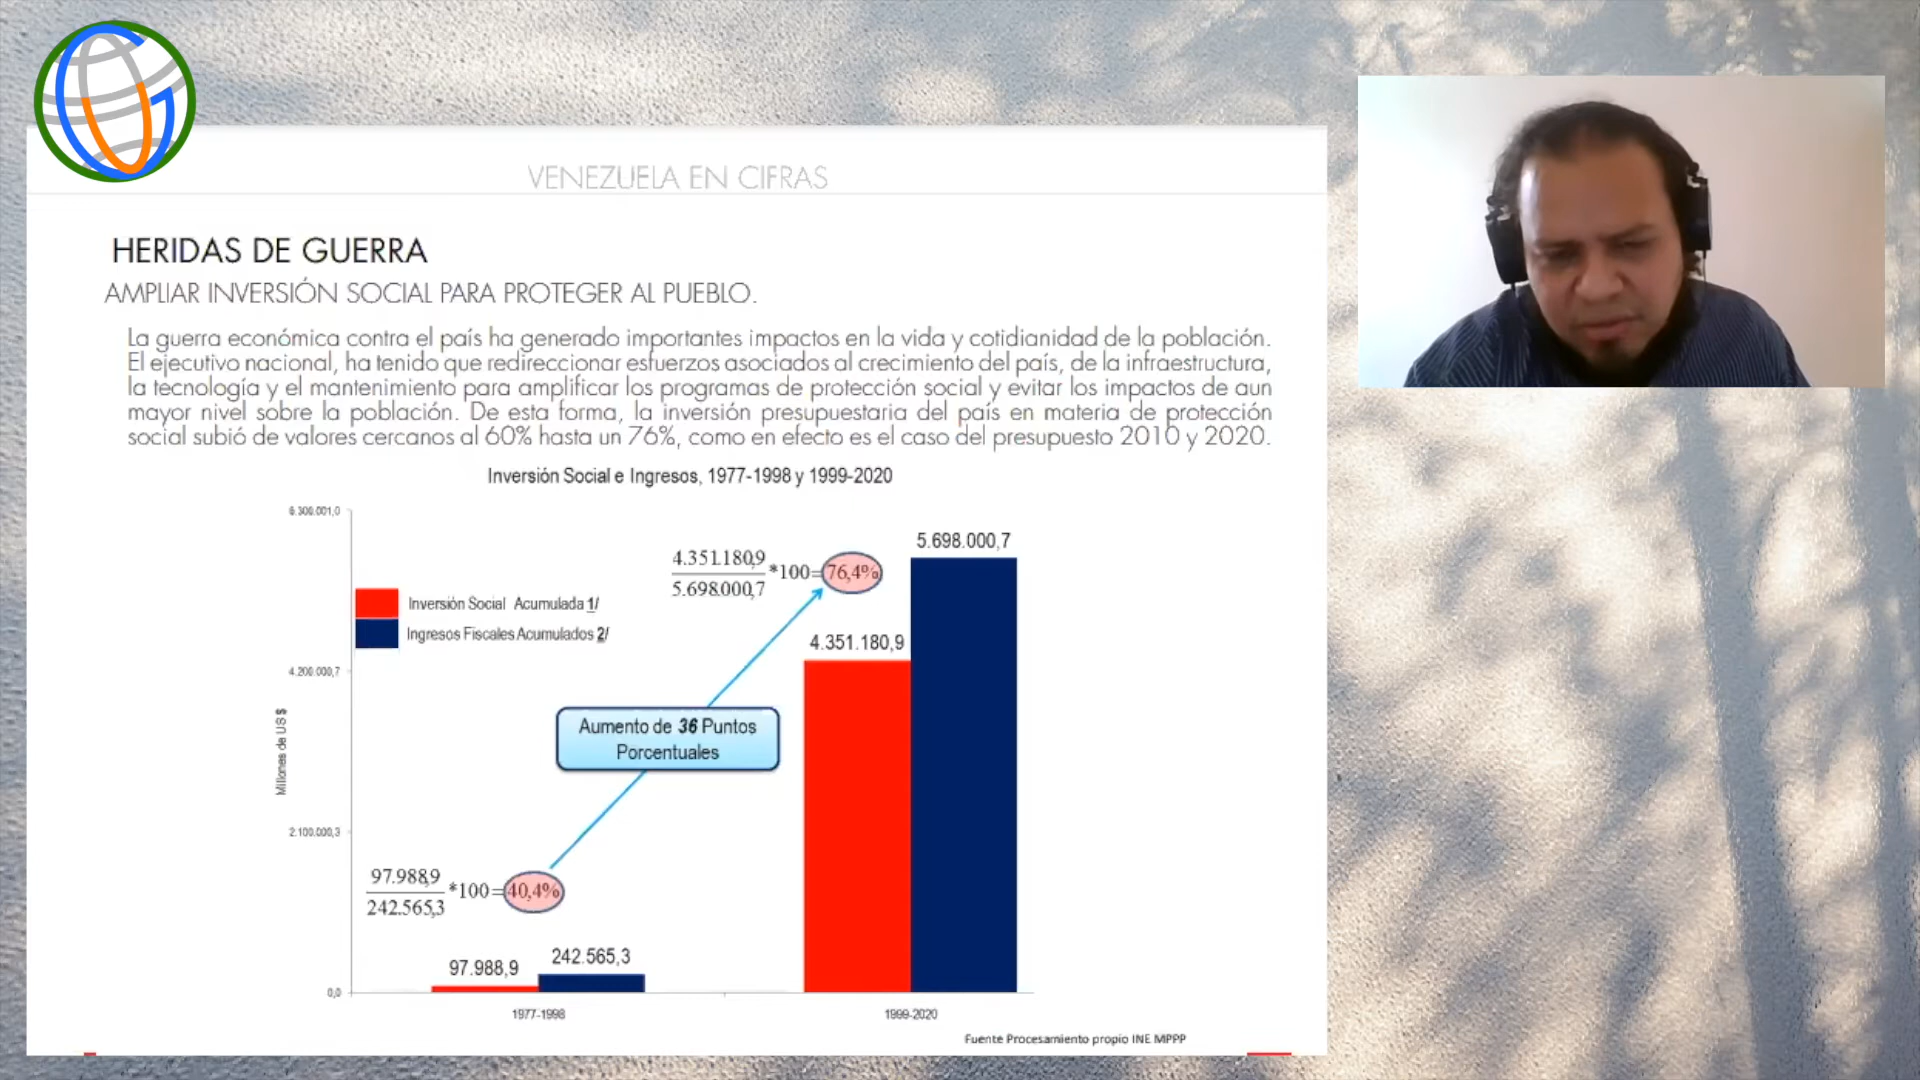 VENEZUELA EN CIFRAS
HERIDAS DE GUERRA
AMPLIAR INVERSIÓN SOCIAL PARA PROTEGER AL PUEBLO.
La guerra económica contra el país ha generado importantes impactos en la vida y cotidianidad de la población.
El ejecutivo nacional, ha tenido que redireccionar esfuerzos asociados al crecimiento del país, de la infraestructura,
la tecnología y el mantenimiento para amplificar los programas de protección social y evitar los impactos de aun
mayor nivel sobre la población. De esta forma, la inversión presupuestaria del país en materia de protección
social subió de valores cercanos al 60% hasta un 76%, como en efecto es el caso del presupuesto 2010 y 2020.
Inversión Social e Ingresos, 1977-1998 y 1999-2020
6.300.001,0
5.698.000,7
4.351.180,9
5.698.000,7
*100=76,4%
Inversión Social Acumulada 1/
Ingresos Fiscales Acumulados 2/
4.351.180,9
4.200.000,7
Millones de US $
Aumento de 36 Puntos
Porcentuales
2.100.000,3
97.988,9
242.565,3
*100=40,4%
97.988,9
242.565,3
0,0
1977-1998
1999-2020
Fuente Procesamiento propio INE MPPP